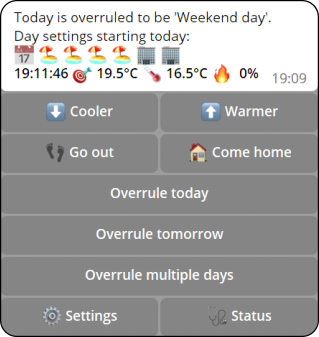 Today is overruled to be 'Weekend day'.
Day settings starting today:
19:11:46 19.5°C 16.5°C 0% 19:09
Cooler Warmer
Go out Come home
Overrule today
Overrule tomorrow
Overrule multiple days
Settings Status